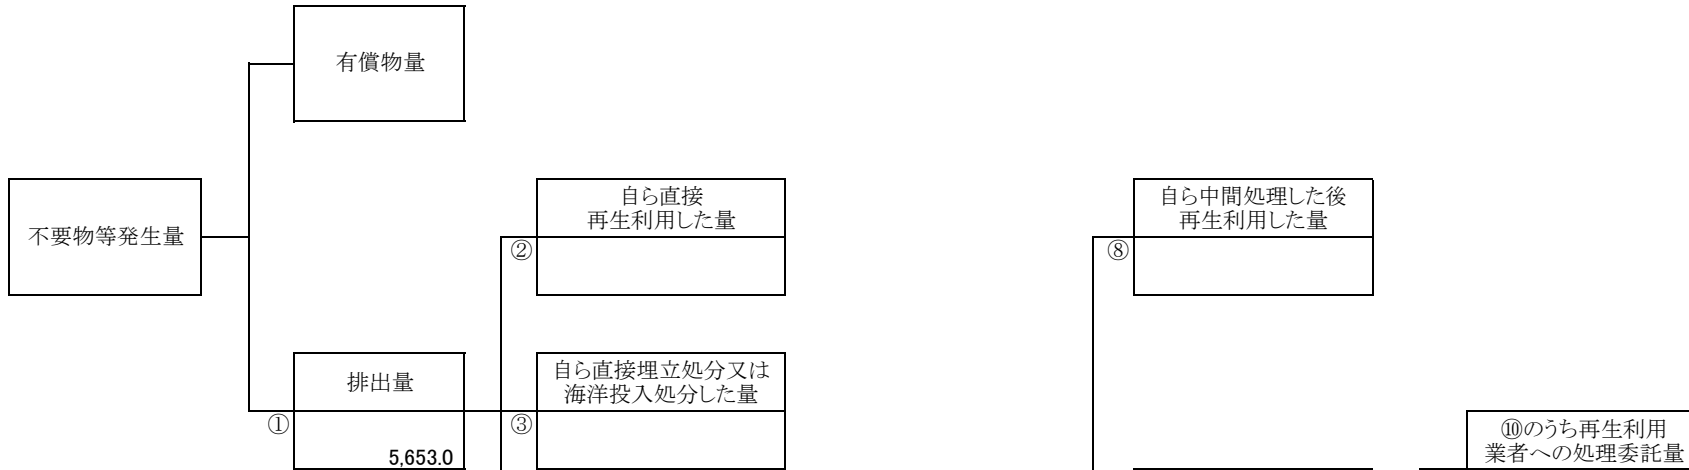 有償物量
不要物等発生量
自ら直接
再生利用した量
②
自ら中間処理した後
再生利用した量
⑧
排出量
①
5,653.0
自ら直接埋立処分又は
海洋投入処分した量
③
⑩のうち再生利用
業者への処理委託量